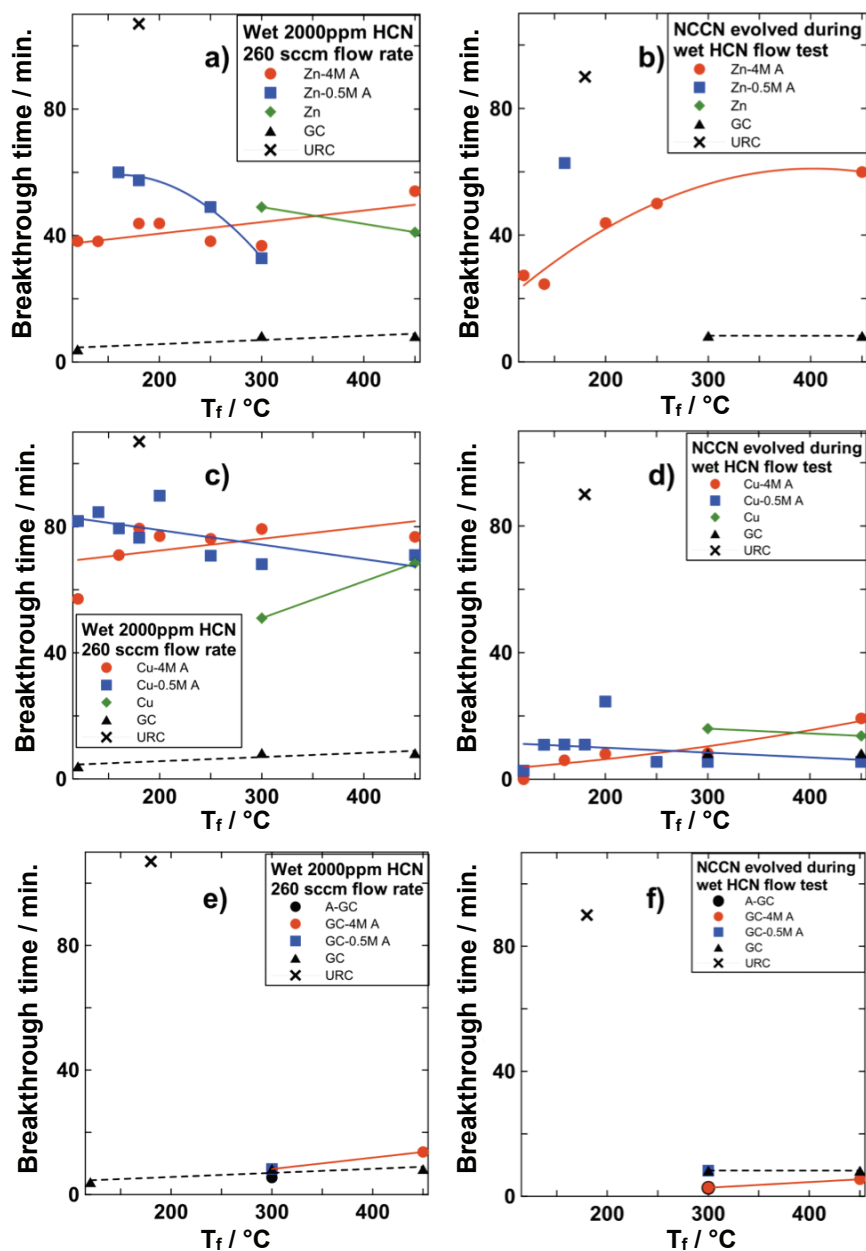 Wet 2000ppm HCN
260 sccm flow rate
Zn-4M A
Zn-0.5M A
Zn
GC
URC
a)
80
40
0
200
300
400
Breakthrough time / min.
Tf / °C
NCCN evolved during
wet HCN flow test
Zn-4M A
Zn-0.5M A
Zn
GC
URC
b)
80
40
0
200
300
400
Breakthrough time / min.
Tf / °C
c)
Wet 2000ppm HCN
260 sccm flow rate
Cu-4M A
Cu-0.5M A
Cu
GC
URC
80
40
0
200
300
400
Breakthrough time / min.
Tf / °C
NCCN evolved during
wet HCN flow test
Cu-4M A
Cu-0.5M A
Cu
GC
URC
d)
80
40
0
200
300
400
Breakthrough time / min.
Tf / °C
Wet 2000ppm HCN
260 sccm flow rate
A-GC
GC-4M A
GC-0.5M A
GC
URC
e)
80
40
0
200
300
400
Breakthrough time / min.
Tf / °C
NCCN evolved during
wet HCN flow test
A-GC
GC-4M A
GC-0.5M A
GC
URC
f)
80
40
0
200
300
400
Breakthrough time / min.
Tf / °C